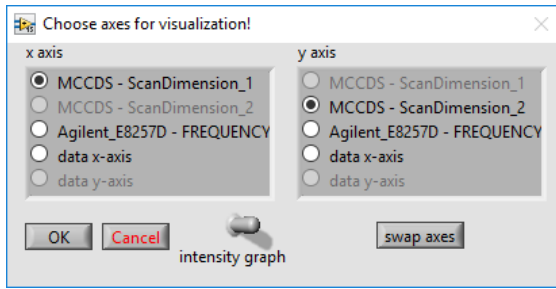 Choose axes for visualization!
x axis
MCCDS - ScanDimension_1
MCCDS - ScanDimension_2
Agilent_E8257D - FREQUENCY
data x-axis
data y-axis
y axis
MCCDS - ScanDimension_1
MCCDS - ScanDimension_2
Agilent_E8257D - FREQUENCY
data x-axis
data y-axis
OK
Cancel
intensity graph
swap axes